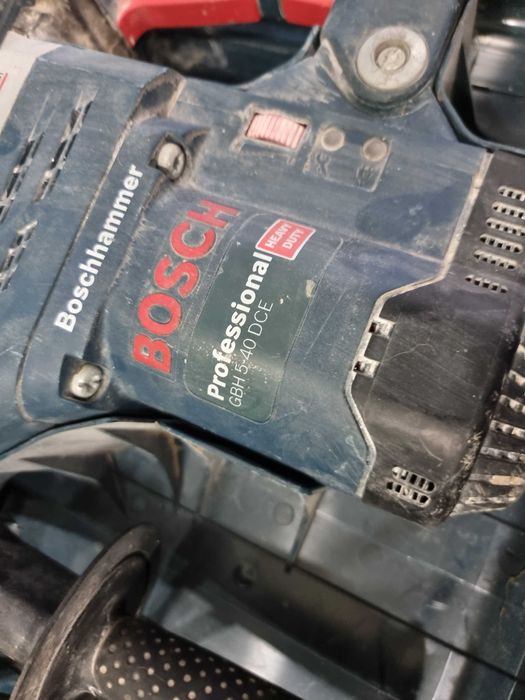 Boschhammer
BOSCH
Professional
HEAVY
DUTY
GBH 5-40 DCE